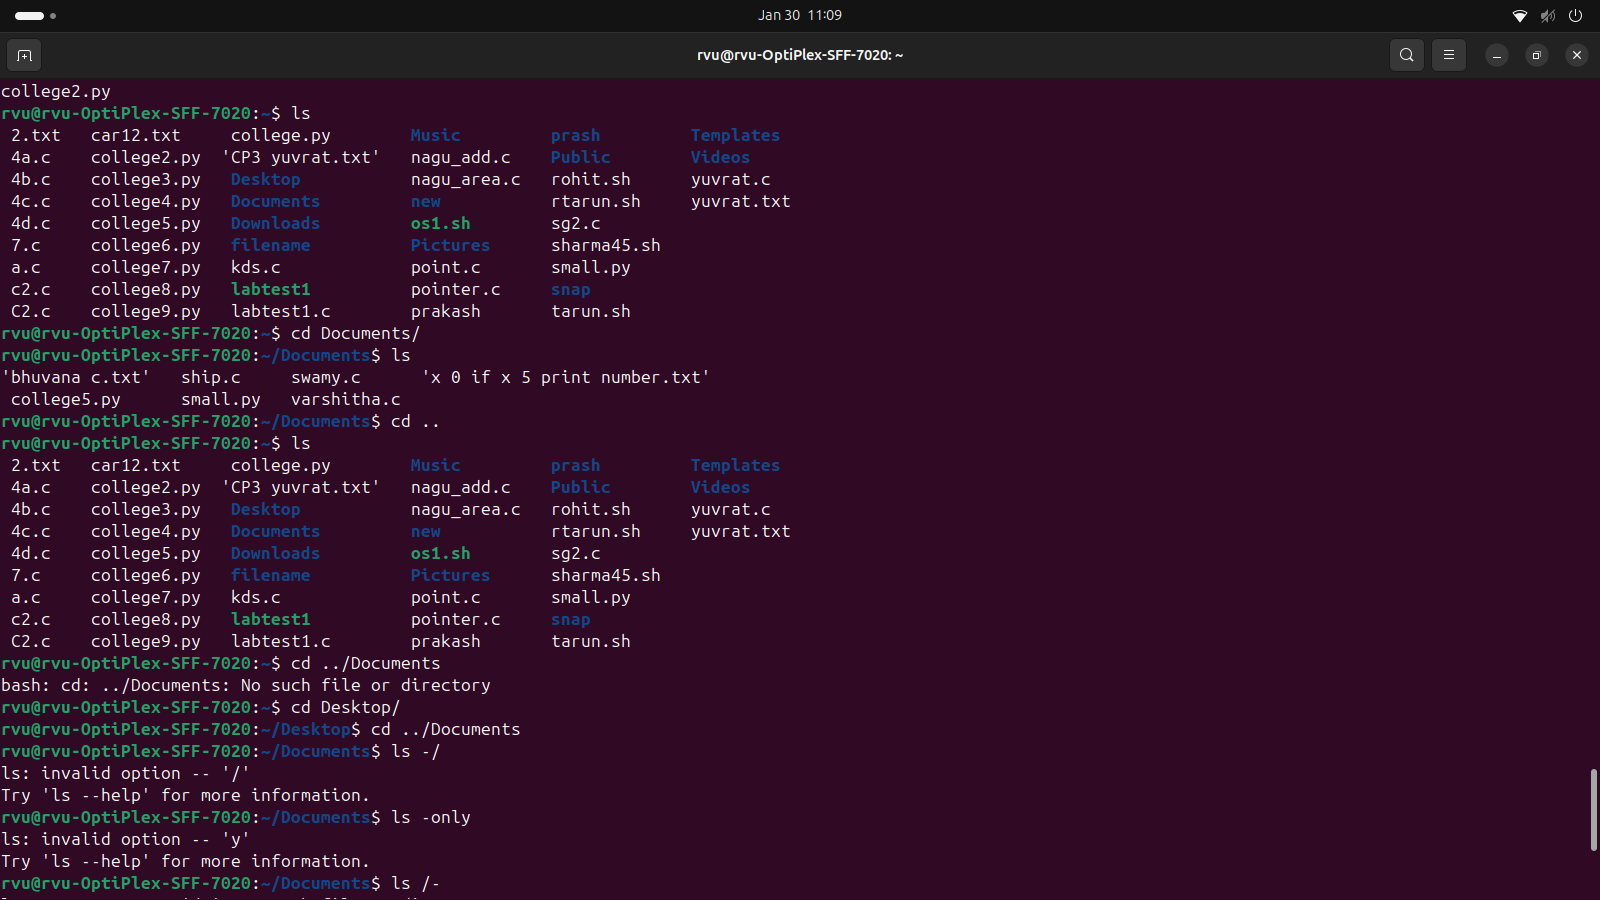 Jan 30 11:09
rvu@rvu-OptiPlex-SFF-7020: ~
college2.py
rvu@rvu-OptiPlex-SFF-7020:~$ ls
2.txt car12.txt college.py Music prash Templates
4a.c college2.py 'CP3 yuvrat.txt' nagu_add.c Public Videos
4b.c college3.py Desktop nagu_area.c rohit.sh yuvrat.c
4c.c college4.py Documents new rtarun.sh yuvrat.txt
4d.c college5.py Downloads os1.sh sg2.c
7.c college6.py filename Pictures sharma45.sh
a.c college7.py kds.c point.c small.py
c2.c college8.py labtest1 pointer.c snap
C2.c college9.py labtest1.c prakash tarun.sh
rvu@rvu-OptiPlex-SFF-7020:~$ cd Documents/
rvu@rvu-OptiPlex-SFF-7020:~/Documents$ ls
'bhuvana c.txt' ship.c swamy.c 'x 0 if x 5 print number.txt'
college5.py small.py varshitha.c
rvu@rvu-OptiPlex-SFF-7020:~/Documents$ cd ..
rvu@rvu-OptiPlex-SFF-7020:~$ ls
2.txt car12.txt college.py Music prash Templates
4a.c college2.py 'CP3 yuvrat.txt' nagu_add.c Public Videos
4b.c college3.py Desktop nagu_area.c rohit.sh yuvrat.c
4c.c college4.py Documents new rtarun.sh yuvrat.txt
4d.c college5.py Downloads os1.sh sg2.c
7.c college6.py filename Pictures sharma45.sh
a.c college7.py kds.c point.c small.py
c2.c college8.py labtest1 pointer.c snap
C2.c college9.py labtest1.c prakash tarun.sh
rvu@rvu-OptiPlex-SFF-7020:~$ cd ../Documents
bash: cd: ../Documents: No such file or directory
rvu@rvu-OptiPlex-SFF-7020:~$ cd Desktop/
rvu@rvu-OptiPlex-SFF-7020:~/Desktop$ cd ../Documents
rvu@rvu-OptiPlex-SFF-7020:~/Documents$ ls -/
ls: invalid option -- '/'
Try 'ls --help' for more information.
rvu@rvu-OptiPlex-SFF-7020:~/Documents$ ls -only
ls: invalid option -- 'y'
Try 'ls --help' for more information.
rvu@rvu-OptiPlex-SFF-7020:~/Documents$ ls /-